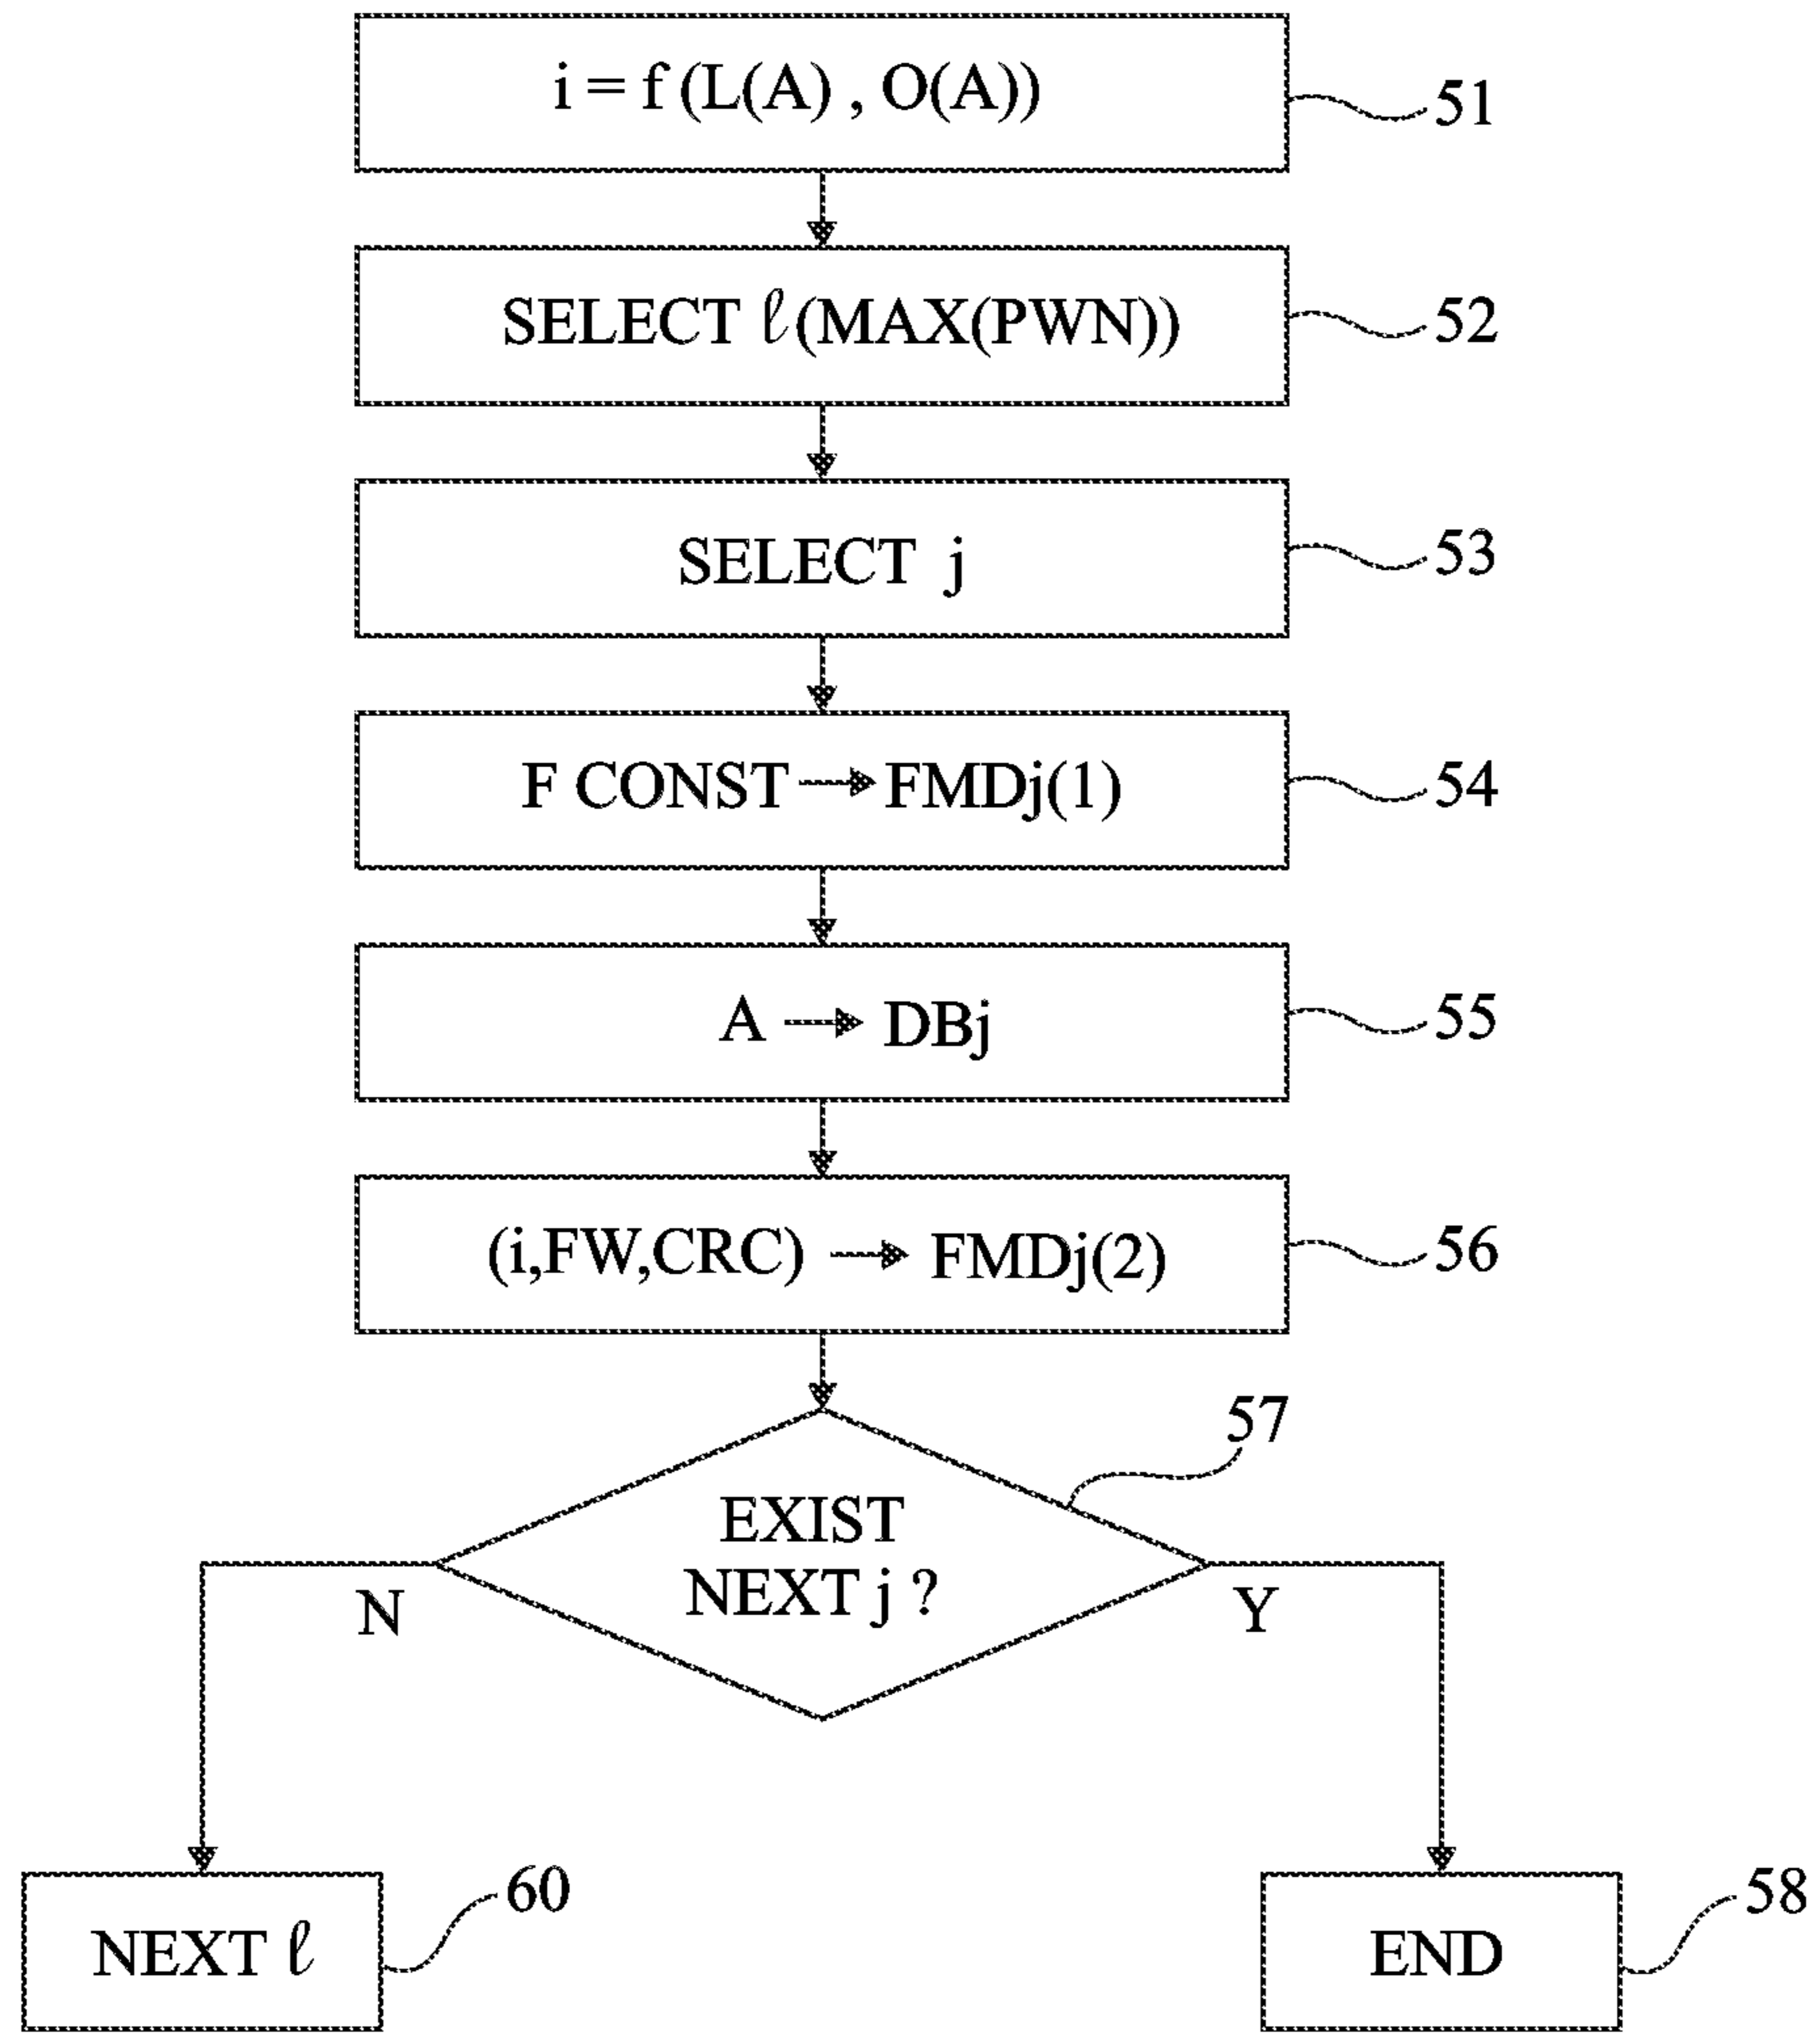 i = f (L(A) , O(A))
51
SELECT ℓ(MAX(PWN))
52
SELECT j
53
F CONST → FMDj(1)
54
A → DBj
55
(i,FW,CRC) → FMDj(2)
56
57
EXIST
NEXT j ?
N
Y
60
58
NEXT ℓ
END